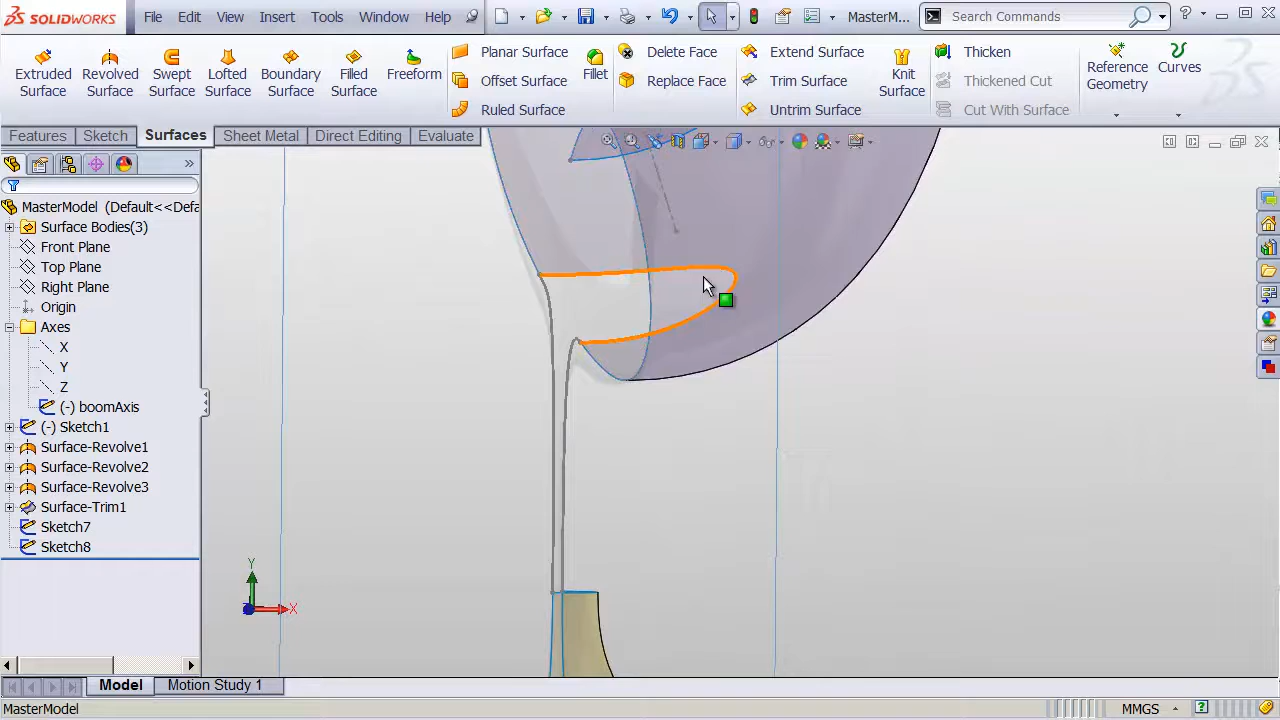 SOLIDWORKS File Edit View Insert Tools Window Help MasterM... Search Commands ?
Extruded Surface
Revolved Surface
Swept Surface
Lofted Surface
Boundary Surface
Filled Surface
Freeform
Planar Surface
Offset Surface
Ruled Surface
Fillet
Delete Face
Replace Face
Extend Surface
Trim Surface
Untrim Surface
Knit Surface
Thicken
Thickened Cut
Cut With Surface
Reference Geometry
Curves
Features Sketch Surfaces Sheet Metal Direct Editing Evaluate
»
MasterModel (Default<<Defa
Surface Bodies(3)
Front Plane
Top Plane
Right Plane
Origin
Axes
X
Y
Z
(-) boomAxis
(-) Sketch1
Surface-Revolve1
Surface-Revolve2
Surface-Revolve3
Surface-Trim1
Sketch7
Sketch8
Y
X
Model Motion Study 1
MasterModel MMGS ?